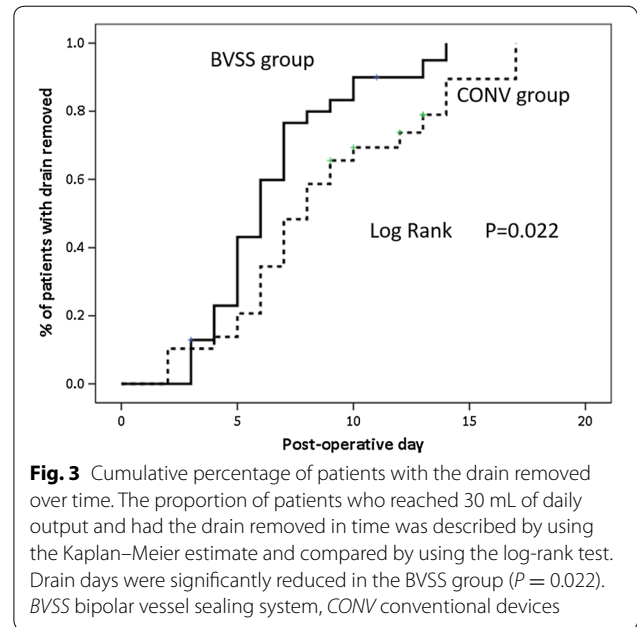 1.0
BVSS group
CONV group
0.8
0.6
Log Rank P=0.022
0.4
0.2
0.0
% of patients with drain removed
0 5 10 15 20
Post-operative day
Fig. 3 Cumulative percentage of patients with the drain removed
over time. The proportion of patients who reached 30 mL of daily
output and had the drain removed in time was described by using
the Kaplan–Meier estimate and compared by using the log-rank test.
Drain days were significantly reduced in the BVSS group (P = 0.022).
BVSS bipolar vessel sealing system, CONV conventional devices